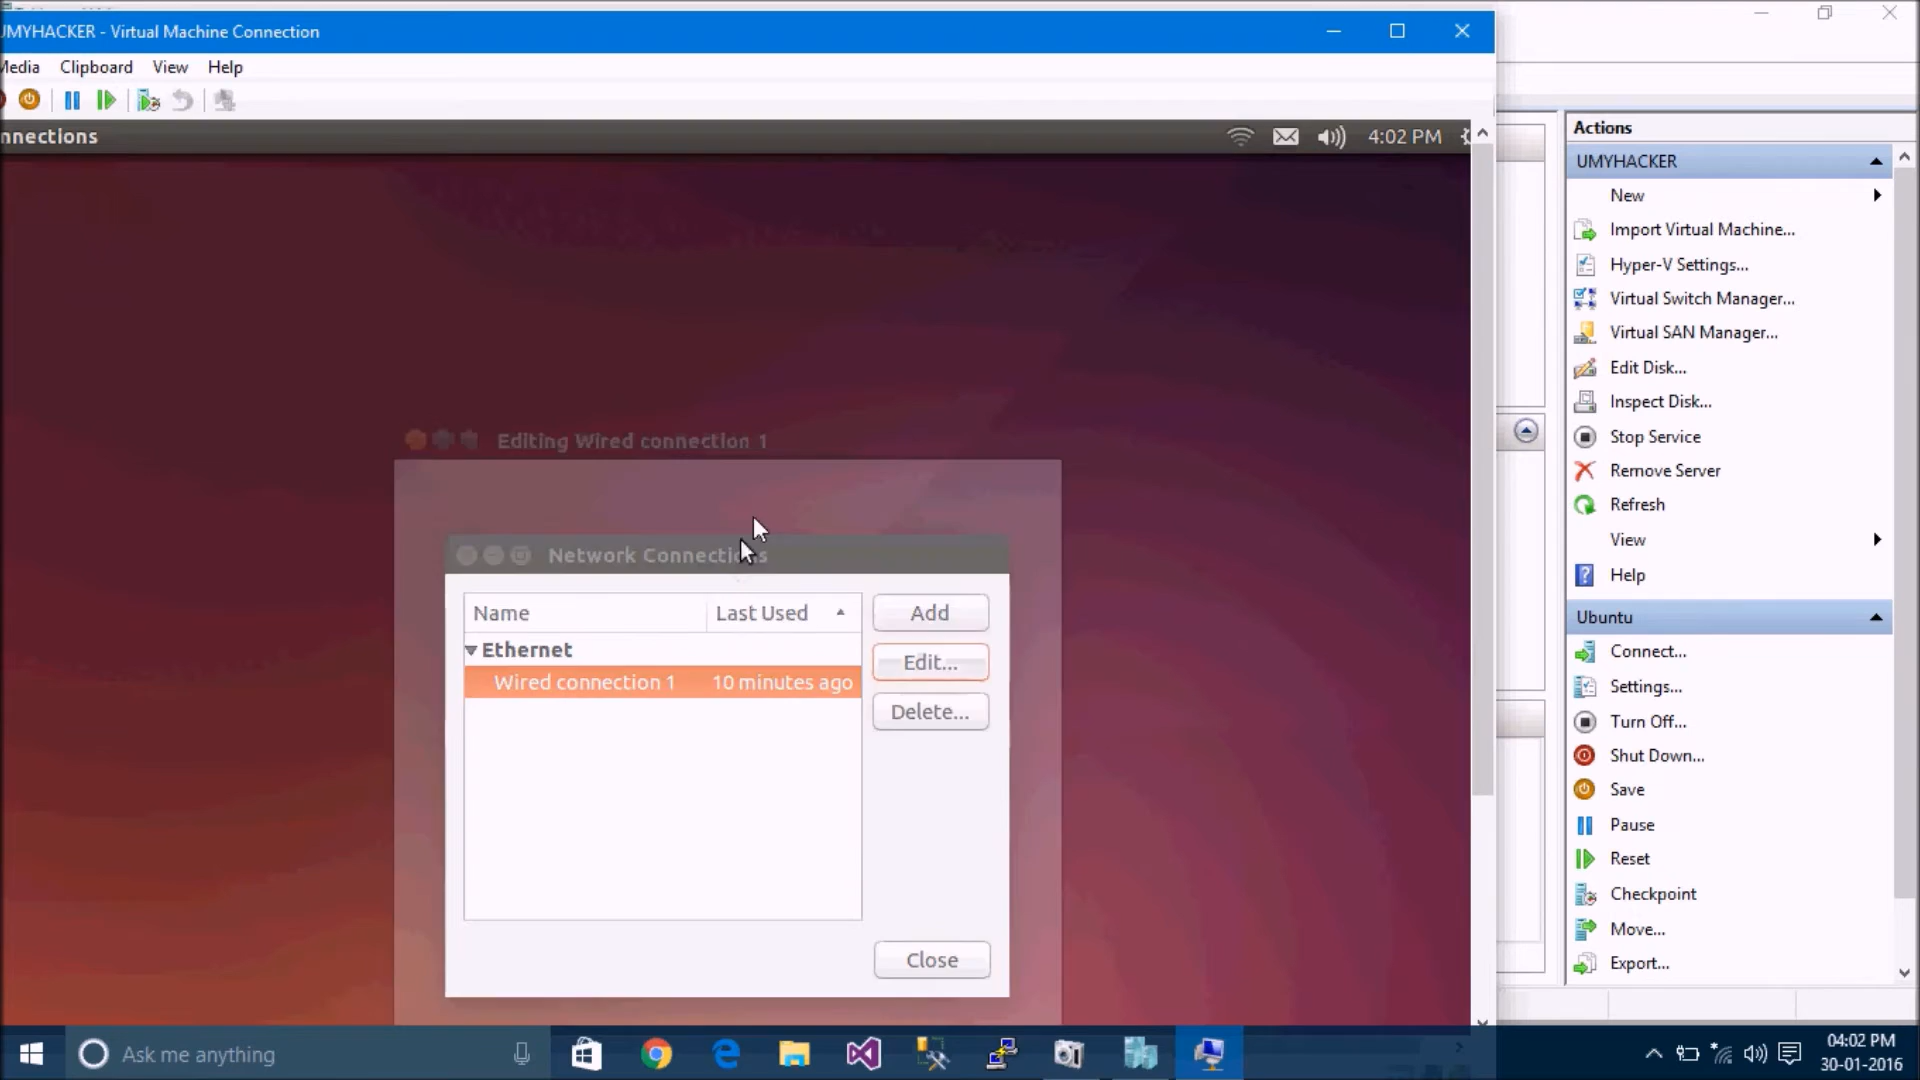 UMYHACKER - Virtual Machine Connection
Media Clipboard View Help
nnections
4:02 PM
Editing Wired connection 1
Network Connections
Name Last Used
Ethernet
Wired connection 1 10 minutes ago
Add
Edit...
Delete...
Close
Actions
UMYHACKER
New
Import Virtual Machine...
Hyper-V Settings...
Virtual Switch Manager...
Virtual SAN Manager...
Edit Disk...
Inspect Disk...
Stop Service
Remove Server
Refresh
View
Help
Ubuntu
Connect...
Settings...
Turn Off...
Shut Down...
Save
Pause
Reset
Checkpoint
Move...
Export...
Ask me anything
04:02 PM
30-01-2016